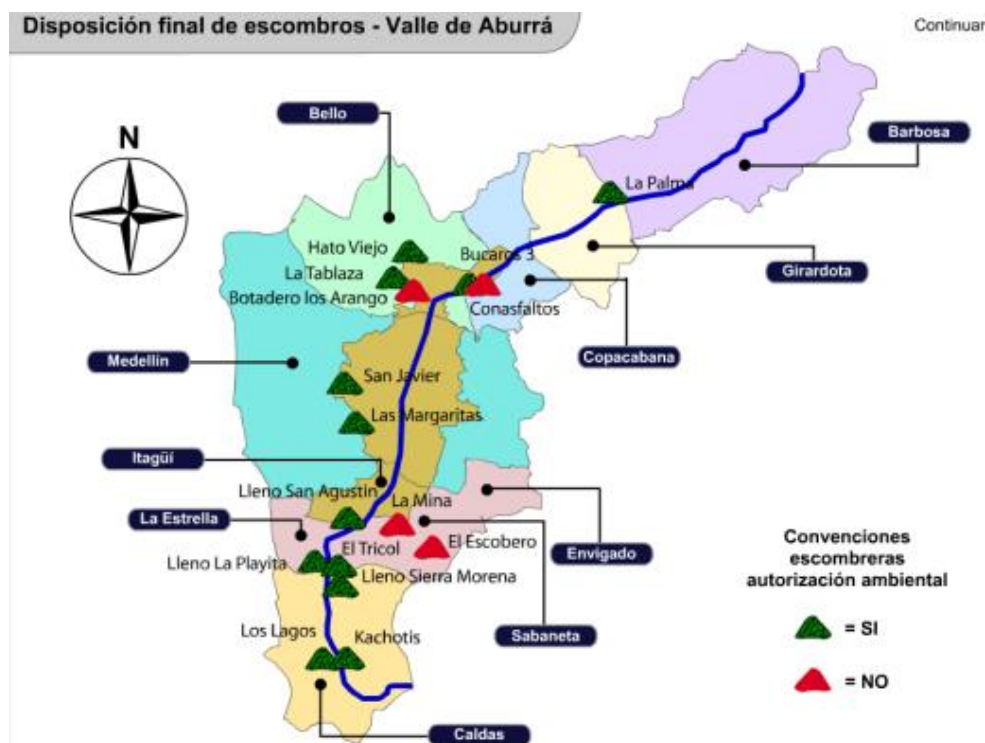 Disposición final de escombros - Valle de Aburrá
Continuar
Bello
N
Barbosa
La Palma
Hato Viejo
Bucaros 3
La Tablaza
Girardota
Botadero los Arango
Conasfaltos
Copacabana
Medellín
San Javier
Las Margaritas
Itagüí
Lleno San Agustin
La Mina
La Estrella
El Tricol
El Escobero
Envigado
Lleno La Playita
Lleno Sierra Morena
Convenciones
escombreras
autorización ambiental
= SI
Los Lagos
Kachotis
Sabaneta
= NO
Caldas